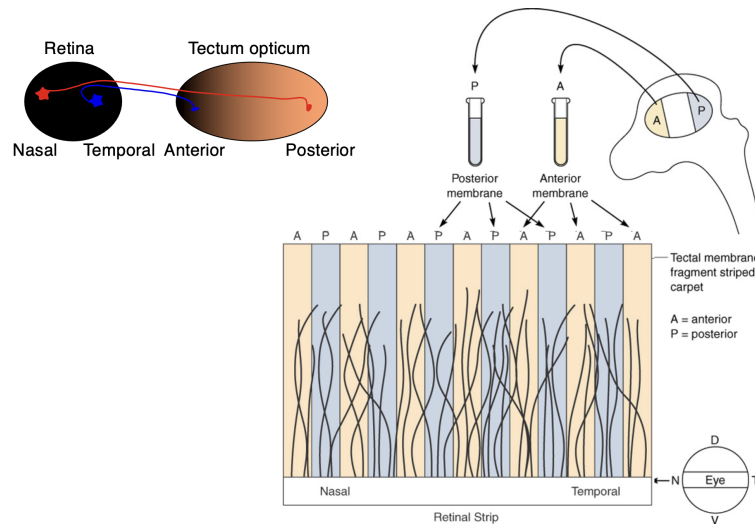 Retina
Tectum opticum
Nasal
Temporal
Anterior
Posterior
P
A
A
P
Posterior
membrane
Anterior
membrane
A P A P A P A P A P A P A
Tectal membrane
fragment striped
carpet
A = anterior
P = posterior
D
N
Eye
T
V
Nasal
Temporal
Retinal Strip